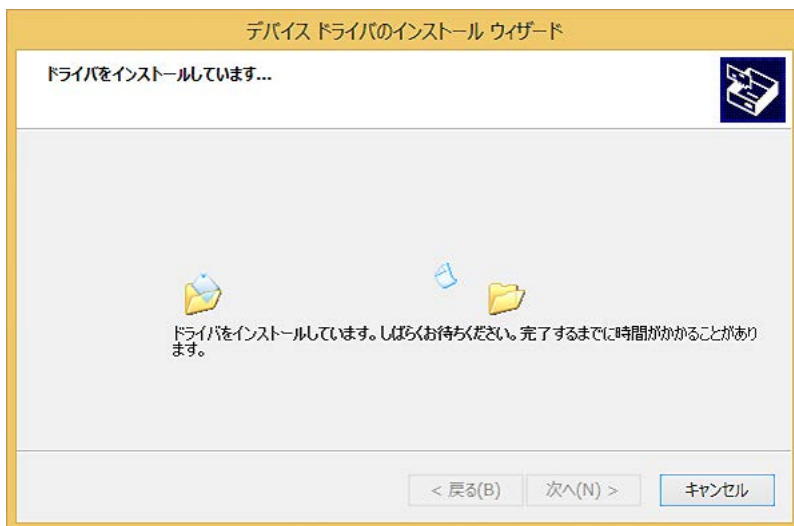 デバイス ドライバのインストール ウィザード
ドライバをインストールしています...
ドライバをインストールしています。しばらくお待ちください。完了するまでに時間がかかることがあり
ます。
< 戻る(B)
次へ(N) >
キャンセル